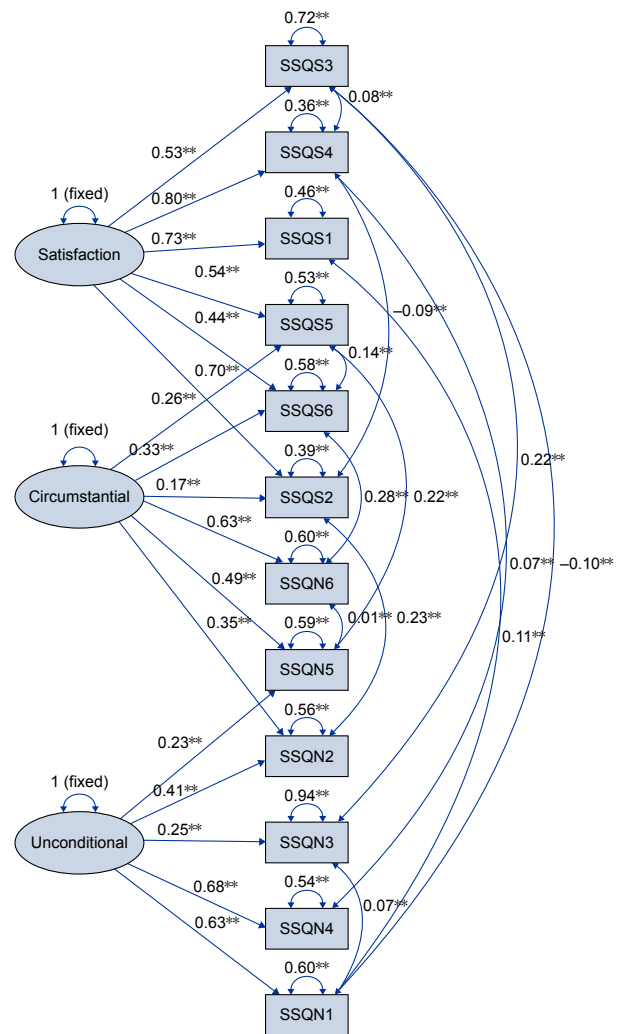 0.72**
SSQS3
0.08**
0.36**
SSQS4
0.53**
1 (fixed)
0.80**
0.46**
Satisfaction
0.73**
SSQS1
0.54**
0.53**
SSQS5
–0.09**
0.44**
0.14**
0.58**
0.70**
0.26**
SSQS6
1 (fixed)
0.33**
0.39**
0.22**
Circumstantial
0.17**
SSQS2
0.28** 0.22**
0.63**
0.60**
SSQN6
0.07** –0.10**
0.49**
0.01** 0.23**
0.59**
0.35**
0.11**
SSQN5
0.56**
0.23**
SSQN2
1 (fixed)
0.41**
0.94**
Unconditional
0.25**
SSQN3
0.68**
0.54**
0.07**
0.63**
SSQN4
0.60**
SSQN1